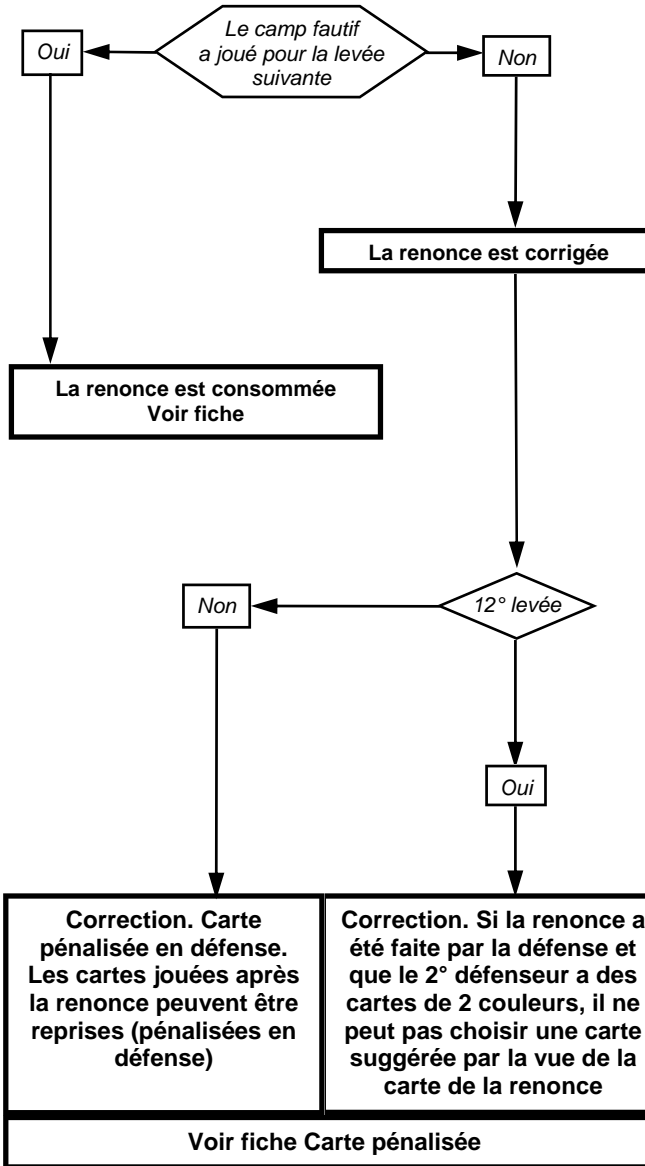 Le camp fautif
a joué pour la levée
suivante
Oui
Non
La renonce est corrigée
La renonce est consommée
Voir fiche
12° levée
Non
Oui
Correction. Carte
pénalisée en défense.
Les cartes jouées après
la renonce peuvent être
reprises (pénalisées en
défense)
Correction. Si la renonce a
été faite par la défense et
que le 2° défenseur a des
cartes de 2 couleurs, il ne
peut pas choisir une carte
suggérée par la vue de la
carte de la renonce
Voir fiche Carte pénalisée